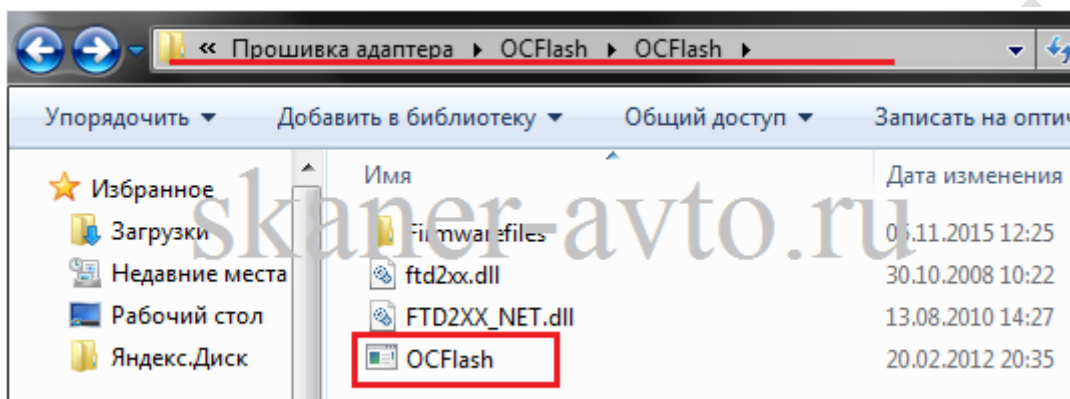 « Прошивка адаптера ▸ OCFlash ▸ OCFlash ▸
Упорядочить ▼ Добавить в библиотеку ▼ Общий доступ ▼ Записать на оптич
Имя Дата изменения
Избранное
Загрузки
Недавние места
Рабочий стол
Яндекс.Диск
Firmwarefiles 05.11.2015 12:25
ftd2xx.dll 30.10.2008 10:22
FTD2XX_NET.dll 13.08.2010 14:27
OCFlash 20.02.2012 20:35
skaner-avto.ru